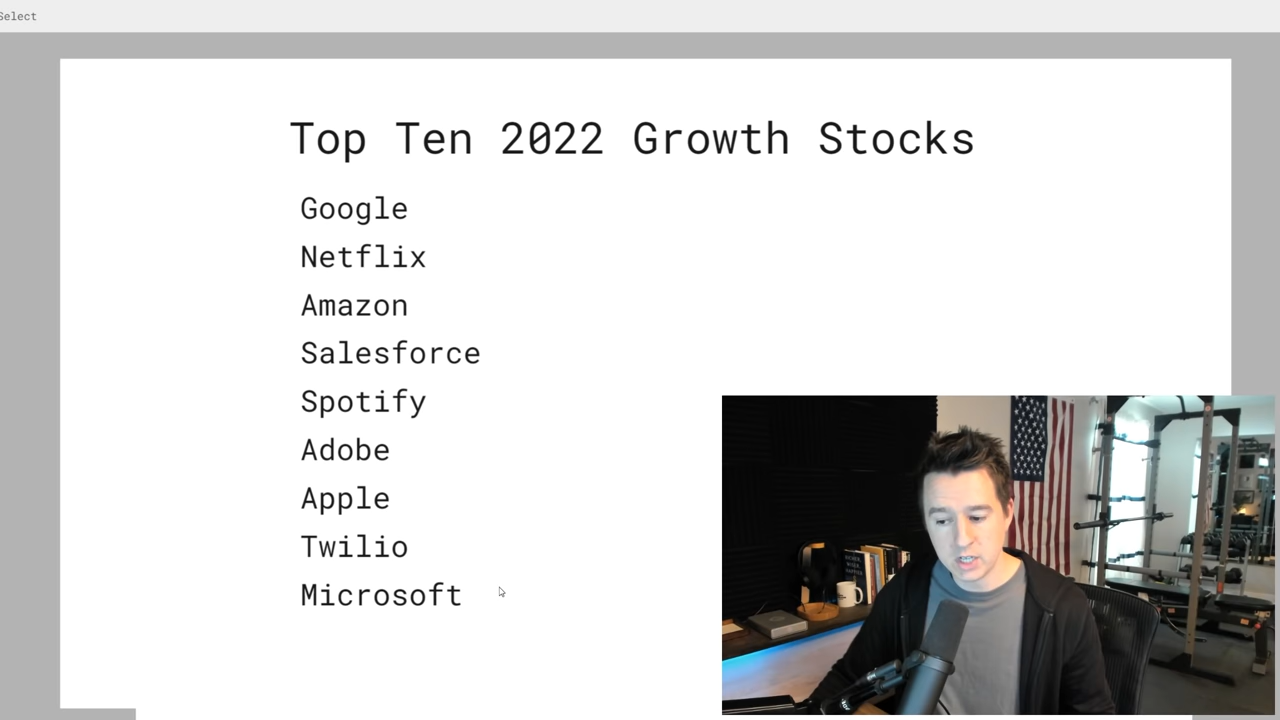 Select
Top Ten 2022 Growth Stocks
Google
Netflix
Amazon
Salesforce
Spotify
Adobe
Apple
Twilio
Microsoft